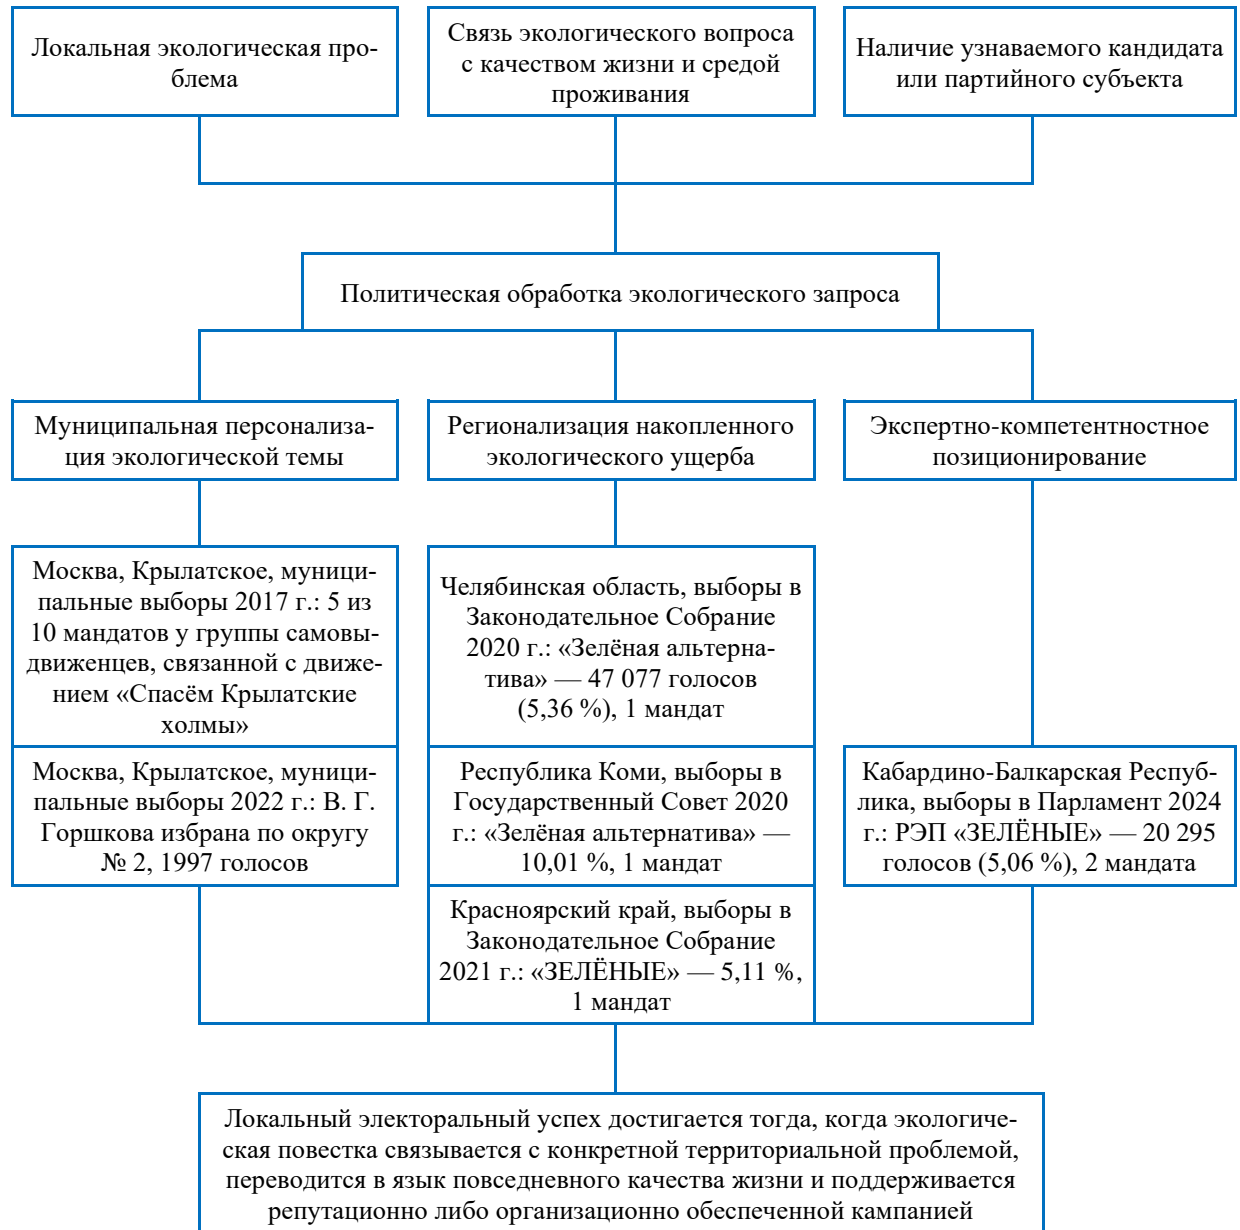 Локальная экологическая про-
блема
Связь экологического вопроса
с качеством жизни и средой
проживания
Наличие узнаваемого кандидата
или партийного субъекта
Политическая обработка экологического запроса
Муниципальная персонализа-
ция экологической темы
Регионализация накопленного
экологического ущерба
Экспертно-компетентностное
позиционирование
Москва, Крылатское, муници-
пальные выборы 2017 г.: 5 из
10 мандатов у группы самовы-
движенцев, связанной с движе-
нием «Спасём Крылатские
холмы»
Москва, Крылатское, муници-
пальные выборы 2022 г.: В. Г.
Горшкова избрана по округу
№ 2, 1997 голосов
Челябинская область, выборы в
Законодательное Собрание
2020 г.: «Зелёная альтерна-
тива» — 47 077 голосов
(5,36 %), 1 мандат
Республика Коми, выборы в
Государственный Совет 2020
г.: «Зелёная альтернатива» —
10,01 %, 1 мандат
Красноярский край, выборы в
Законодательное Собрание
2021 г.: «ЗЕЛЁНЫЕ» — 5,11 %,
1 мандат
Кабардино-Балкарская Респуб-
лика, выборы в Парламент 2024
г.: РЭП «ЗЕЛЁНЫЕ» — 20 295
голосов (5,06 %), 2 мандата
Локальный электоральный успех достигается тогда, когда экологиче-
ская повестка связывается с конкретной территориальной проблемой,
переводится в язык повседневного качества жизни и поддерживается
репутационно либо организационно обеспеченной кампанией